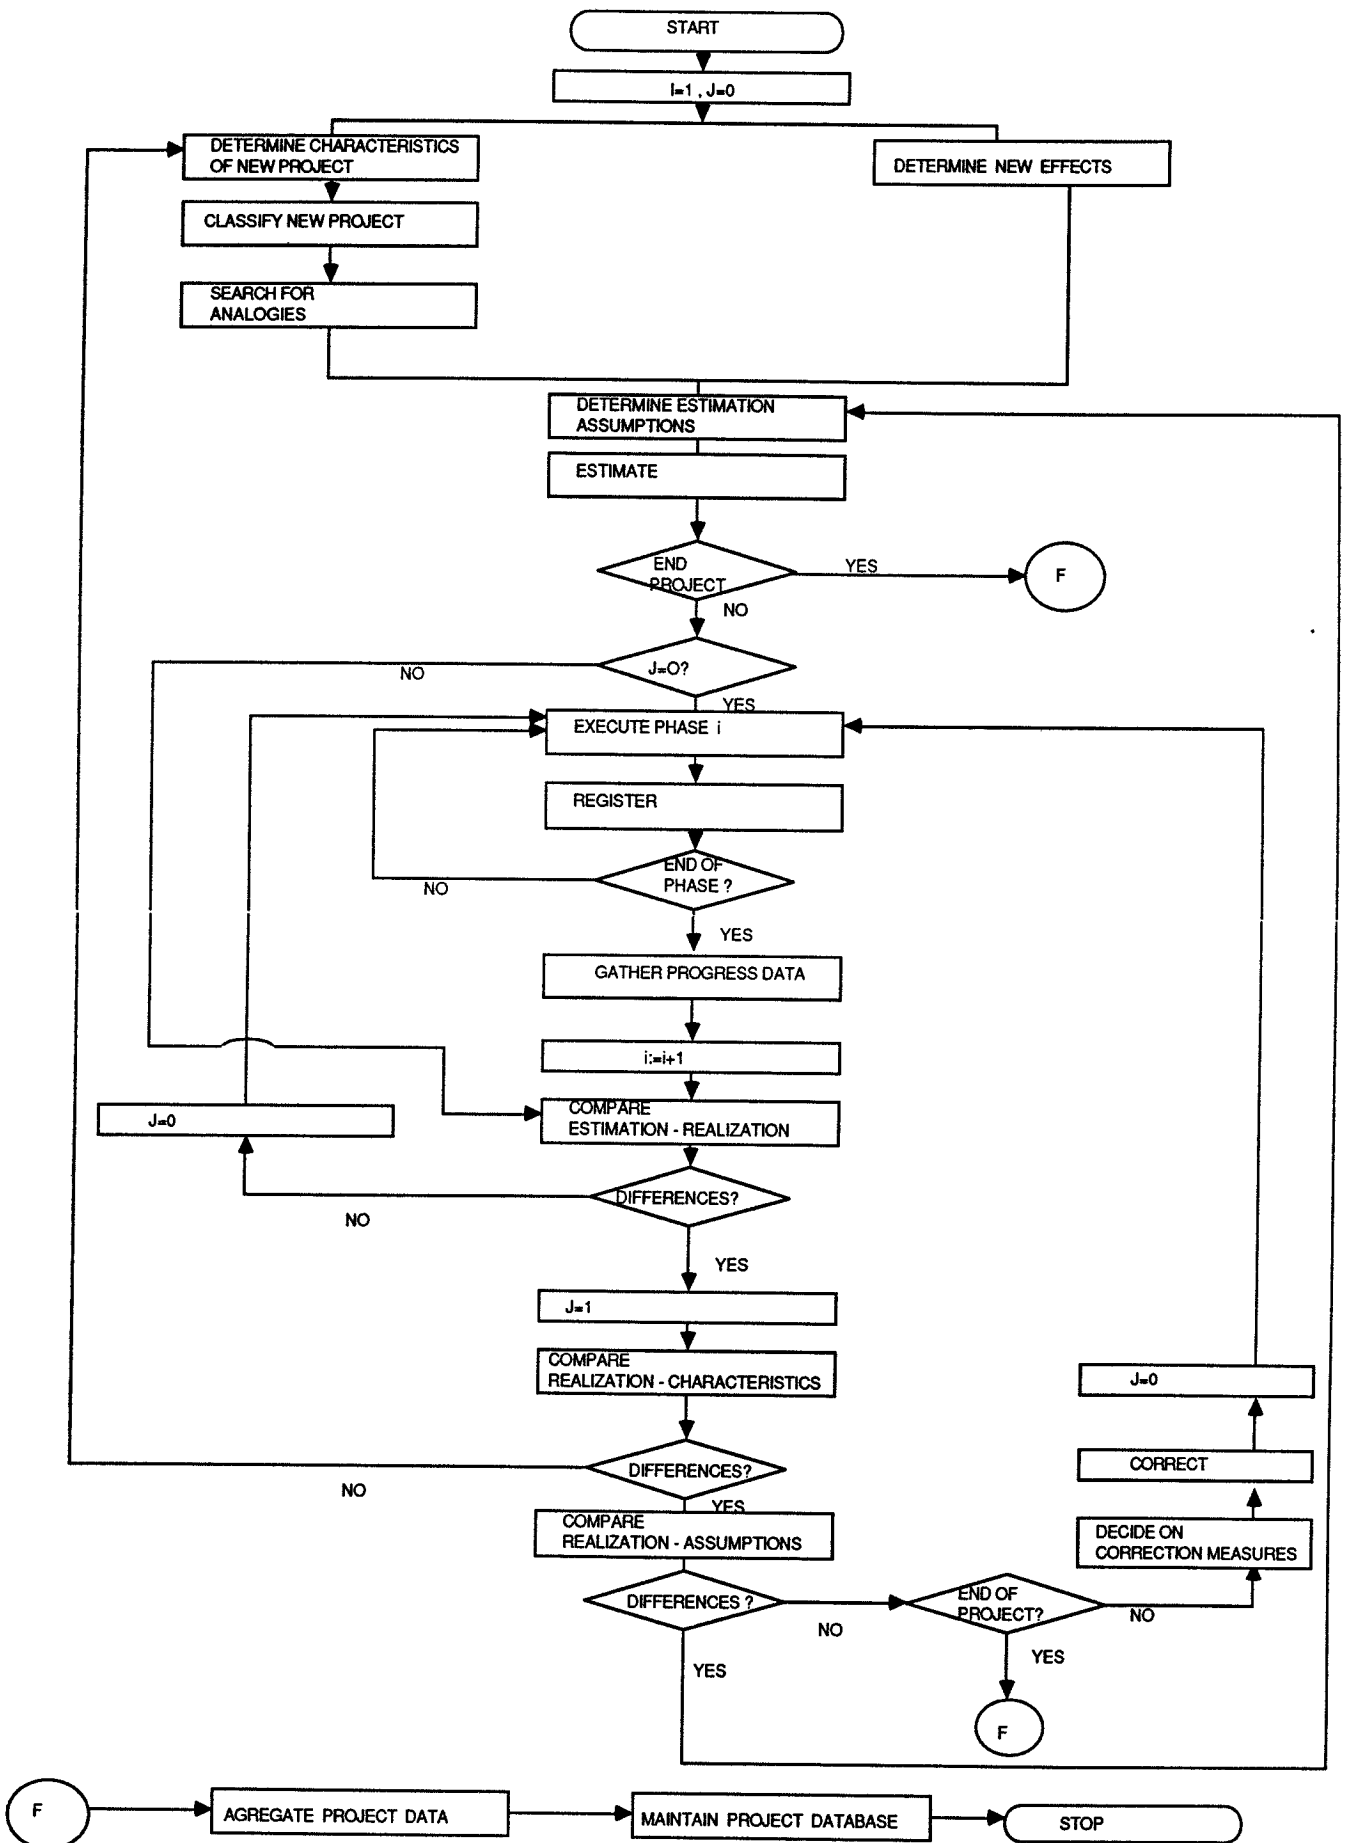 START
I=1 , J=0
DETERMINE CHARACTERISTICS
OF NEW PROJECT
DETERMINE NEW EFFECTS
CLASSIFY NEW PROJECT
SEARCH FOR
ANALOGIES
DETERMINE ESTIMATION
ASSUMPTIONS
ESTIMATE
END
PROJECT
YES
F
NO
J=O?
NO
YES
EXECUTE PHASE i
REGISTER
END OF
PHASE ?
NO
YES
GATHER PROGRESS DATA
i:=i+1
COMPARE
ESTIMATION - REALIZATION
J=0
DIFFERENCES?
NO
YES
J=1
COMPARE
REALIZATION - CHARACTERISTICS
J=0
DIFFERENCES?
CORRECT
NO
YES
COMPARE
REALIZATION - ASSUMPTIONS
DECIDE ON
CORRECTION MEASURES
DIFFERENCES ?
END OF
PROJECT?
NO
NO
YES
YES
F
F
AGREGATE PROJECT DATA
MAINTAIN PROJECT DATABASE
STOP